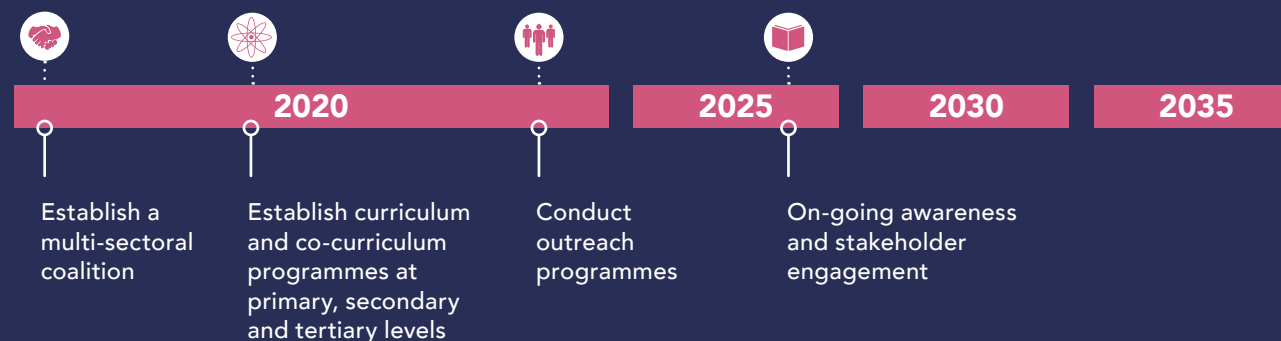 2020
2025
2030
2035
Establish a
multi-sectoral
coalition
Establish curriculum
and co-curriculum
programmes at
primary, secondary
and tertiary levels
Conduct
outreach
programmes
On-going awareness
and stakeholder
engagement